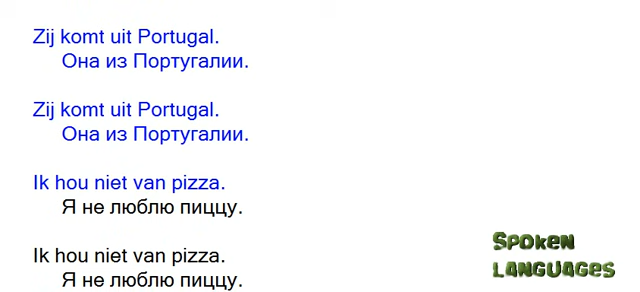 Zij komt uit Portugal.
Она из Португалии.
Zij komt uit Portugal.
Она из Португалии.
Ik hou niet van pizza.
Я не люблю пиццу.
Ik hou niet van pizza.
Я не люблю пиццу.
Spoken
Languages